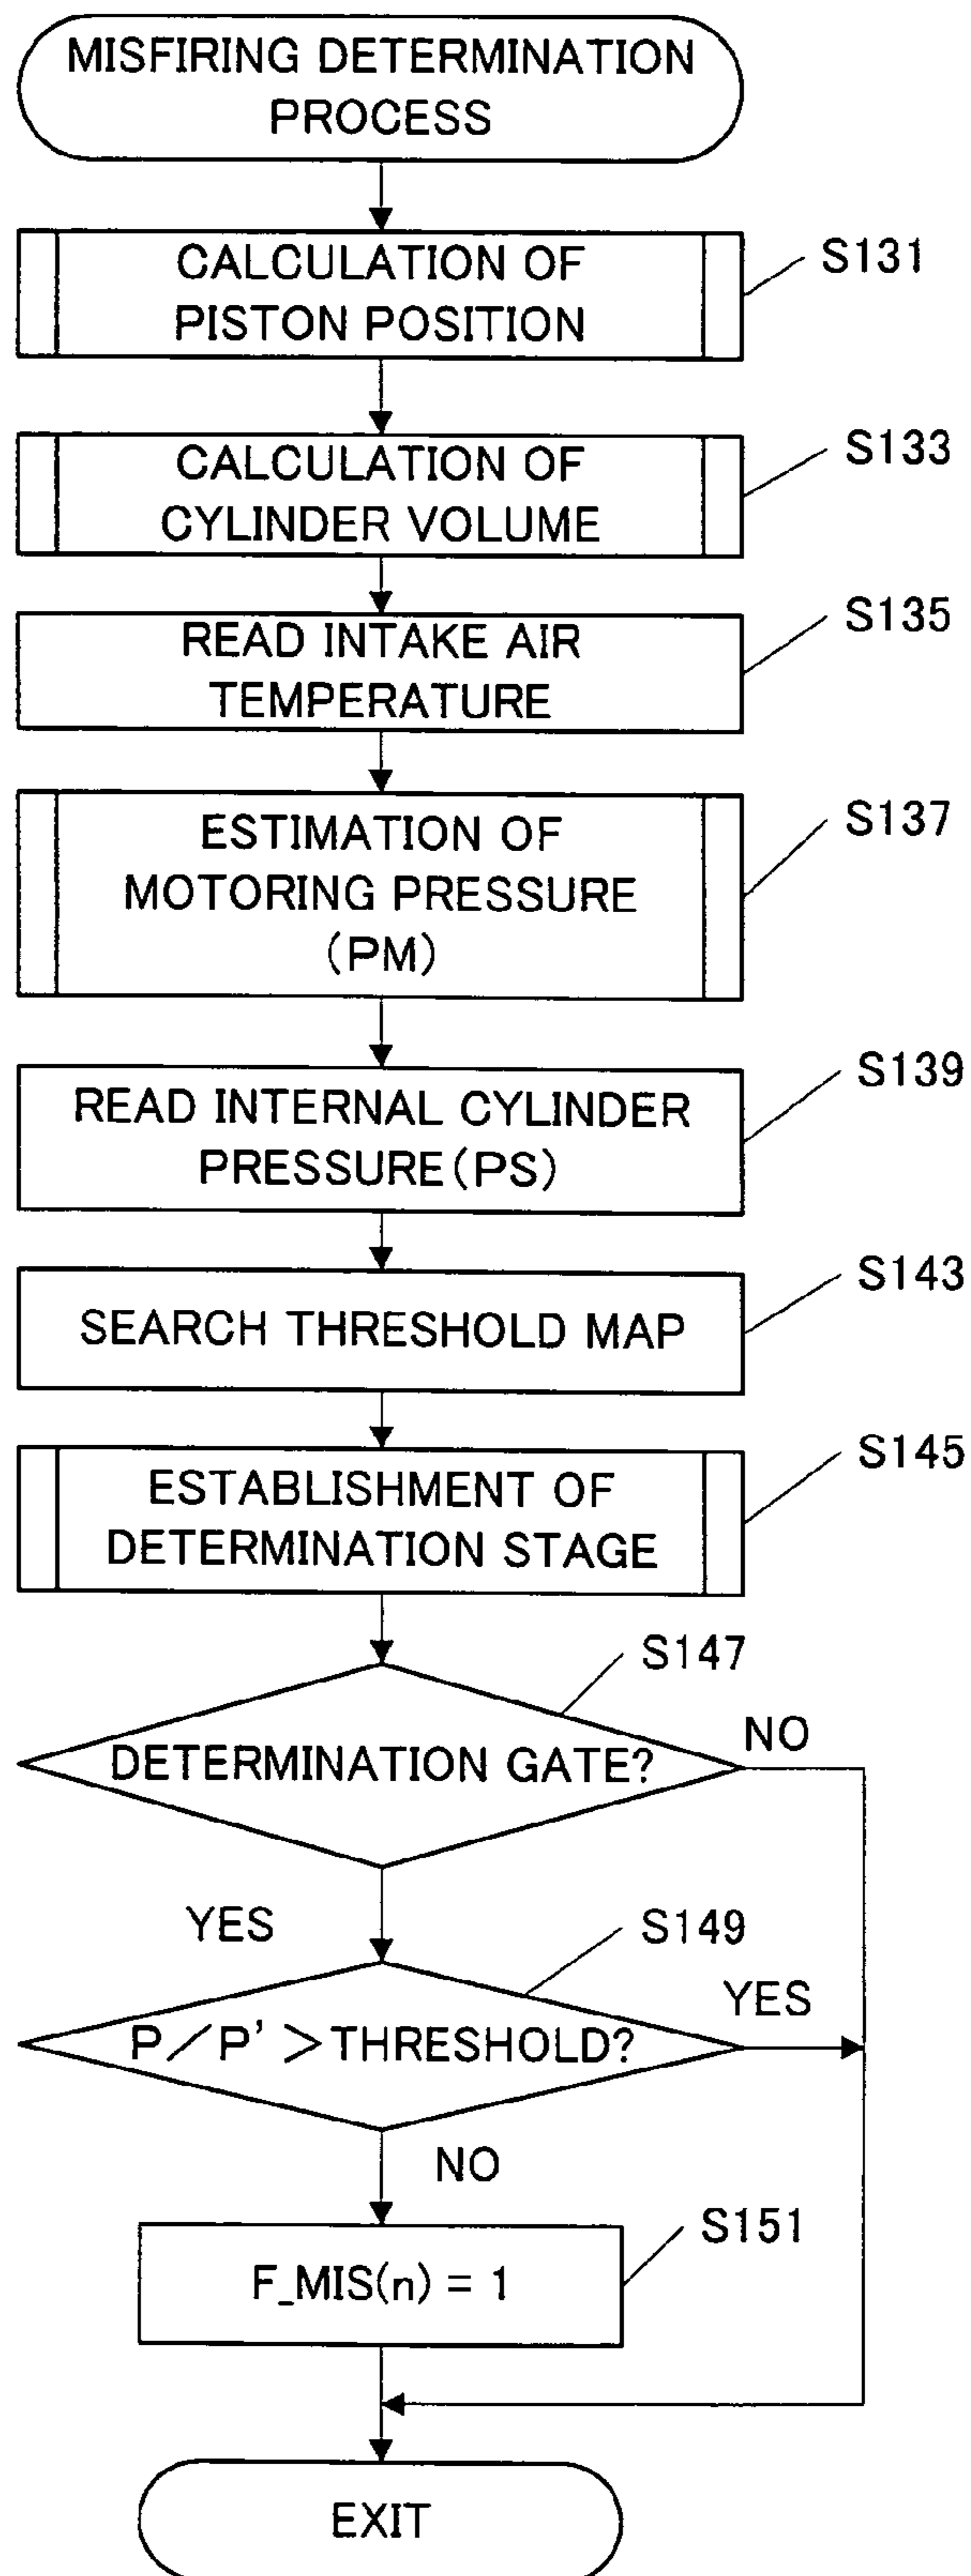 MISFIRING DETERMINATION
PROCESS
CALCULATION OF
PISTON POSITION
S131
CALCULATION OF
CYLINDER VOLUME
S133
READ INTAKE AIR
TEMPERATURE
S135
ESTIMATION OF
MOTORING PRESSURE
(PM)
S137
READ INTERNAL CYLINDER
PRESSURE(PS)
S139
SEARCH THRESHOLD MAP
S143
ESTABLISHMENT OF
DETERMINATION STAGE
S145
S147
DETERMINATION GATE?
NO
YES
S149
P/P' >THRESHOLD?
YES
NO
S151
F_MIS(n) = 1
EXIT